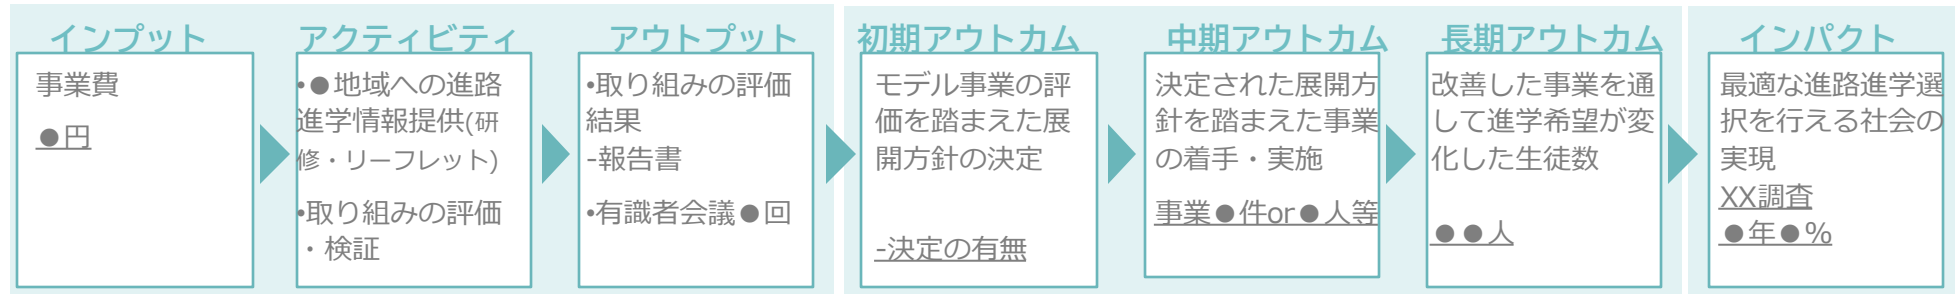 インプット
事業費
●円
アクティビティ
•●地域への進路
進学情報提供(研
修・リーフレット)
•取り組みの評価
・検証
アウトプット
•取り組みの評価
結果
-報告書
•有識者会議●回
初期アウトカム
モデル事業の評
価を踏まえた展
開方針の決定
-決定の有無
中期アウトカム
決定された展開方
針を踏まえた事業
の着手・実施
事業●件or●人等
長期アウトカム
改善した事業を通
して進学希望が変
化した生徒数
●●人
インパクト
最適な進路進学選
択を行える社会の
実現
XX調査
●年●%